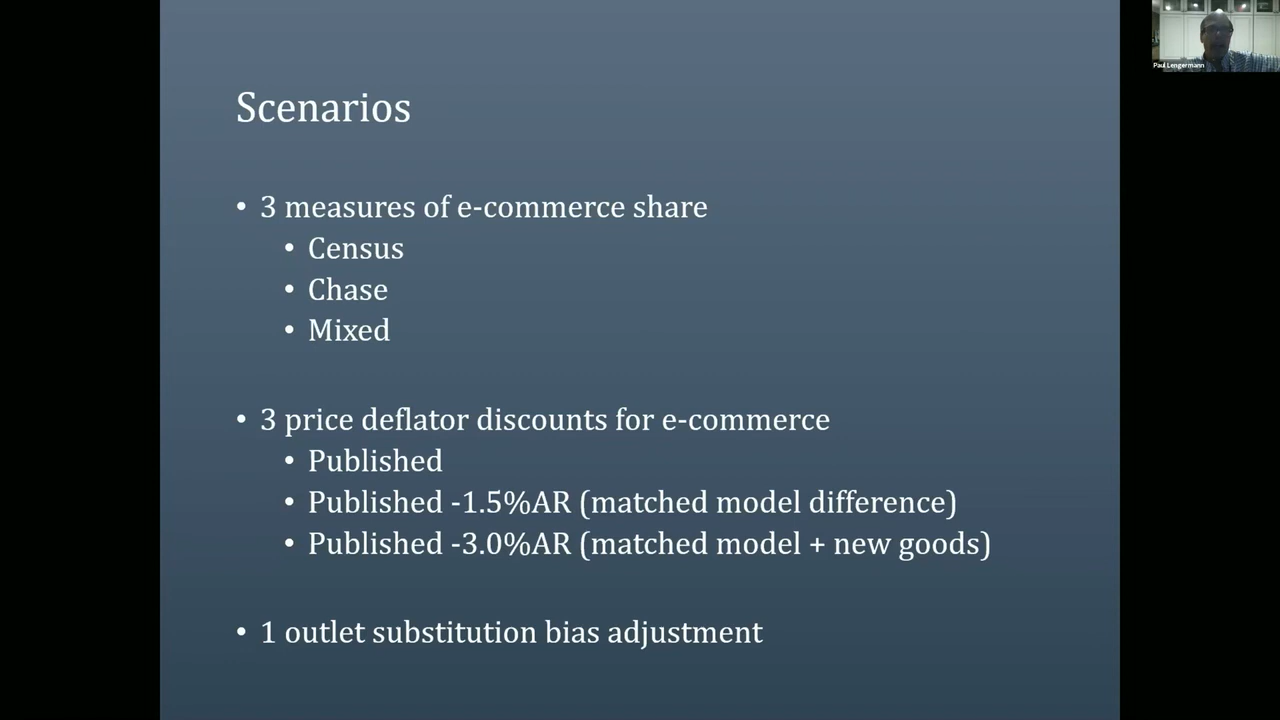 Paul Lengermann
Scenarios
• 3 measures of e-commerce share
• Census
• Chase
• Mixed
• 3 price deflator discounts for e-commerce
• Published
• Published -1.5%AR (matched model difference)
• Published -3.0%AR (matched model + new goods)
• 1 outlet substitution bias adjustment